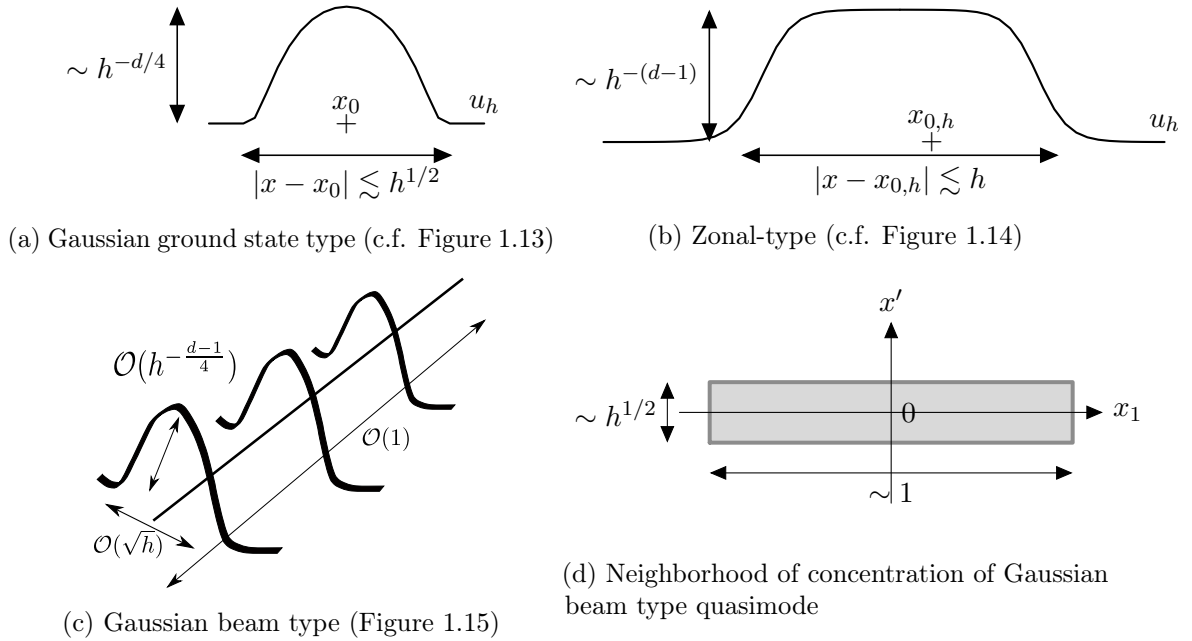 ∼ h^{−d/4}
x_0
+
u_h
|x − x_0| ≲ h^{1/2}
(a) Gaussian ground state type (c.f. Figure 1.13)
∼ h^{−(d−1)}
x_{0,h}
+
u_h
|x − x_{0,h}| ≲ h
(b) Zonal-type (c.f. Figure 1.14)
𝒪(h^{−\frac{d−1}{4}})
𝒪(1)
𝒪(√h)
(c) Gaussian beam type (Figure 1.15)
x′
∼ h^{1/2}
0
x_1
∼ 1
(d) Neighborhood of concentration of Gaussian
beam type quasimode